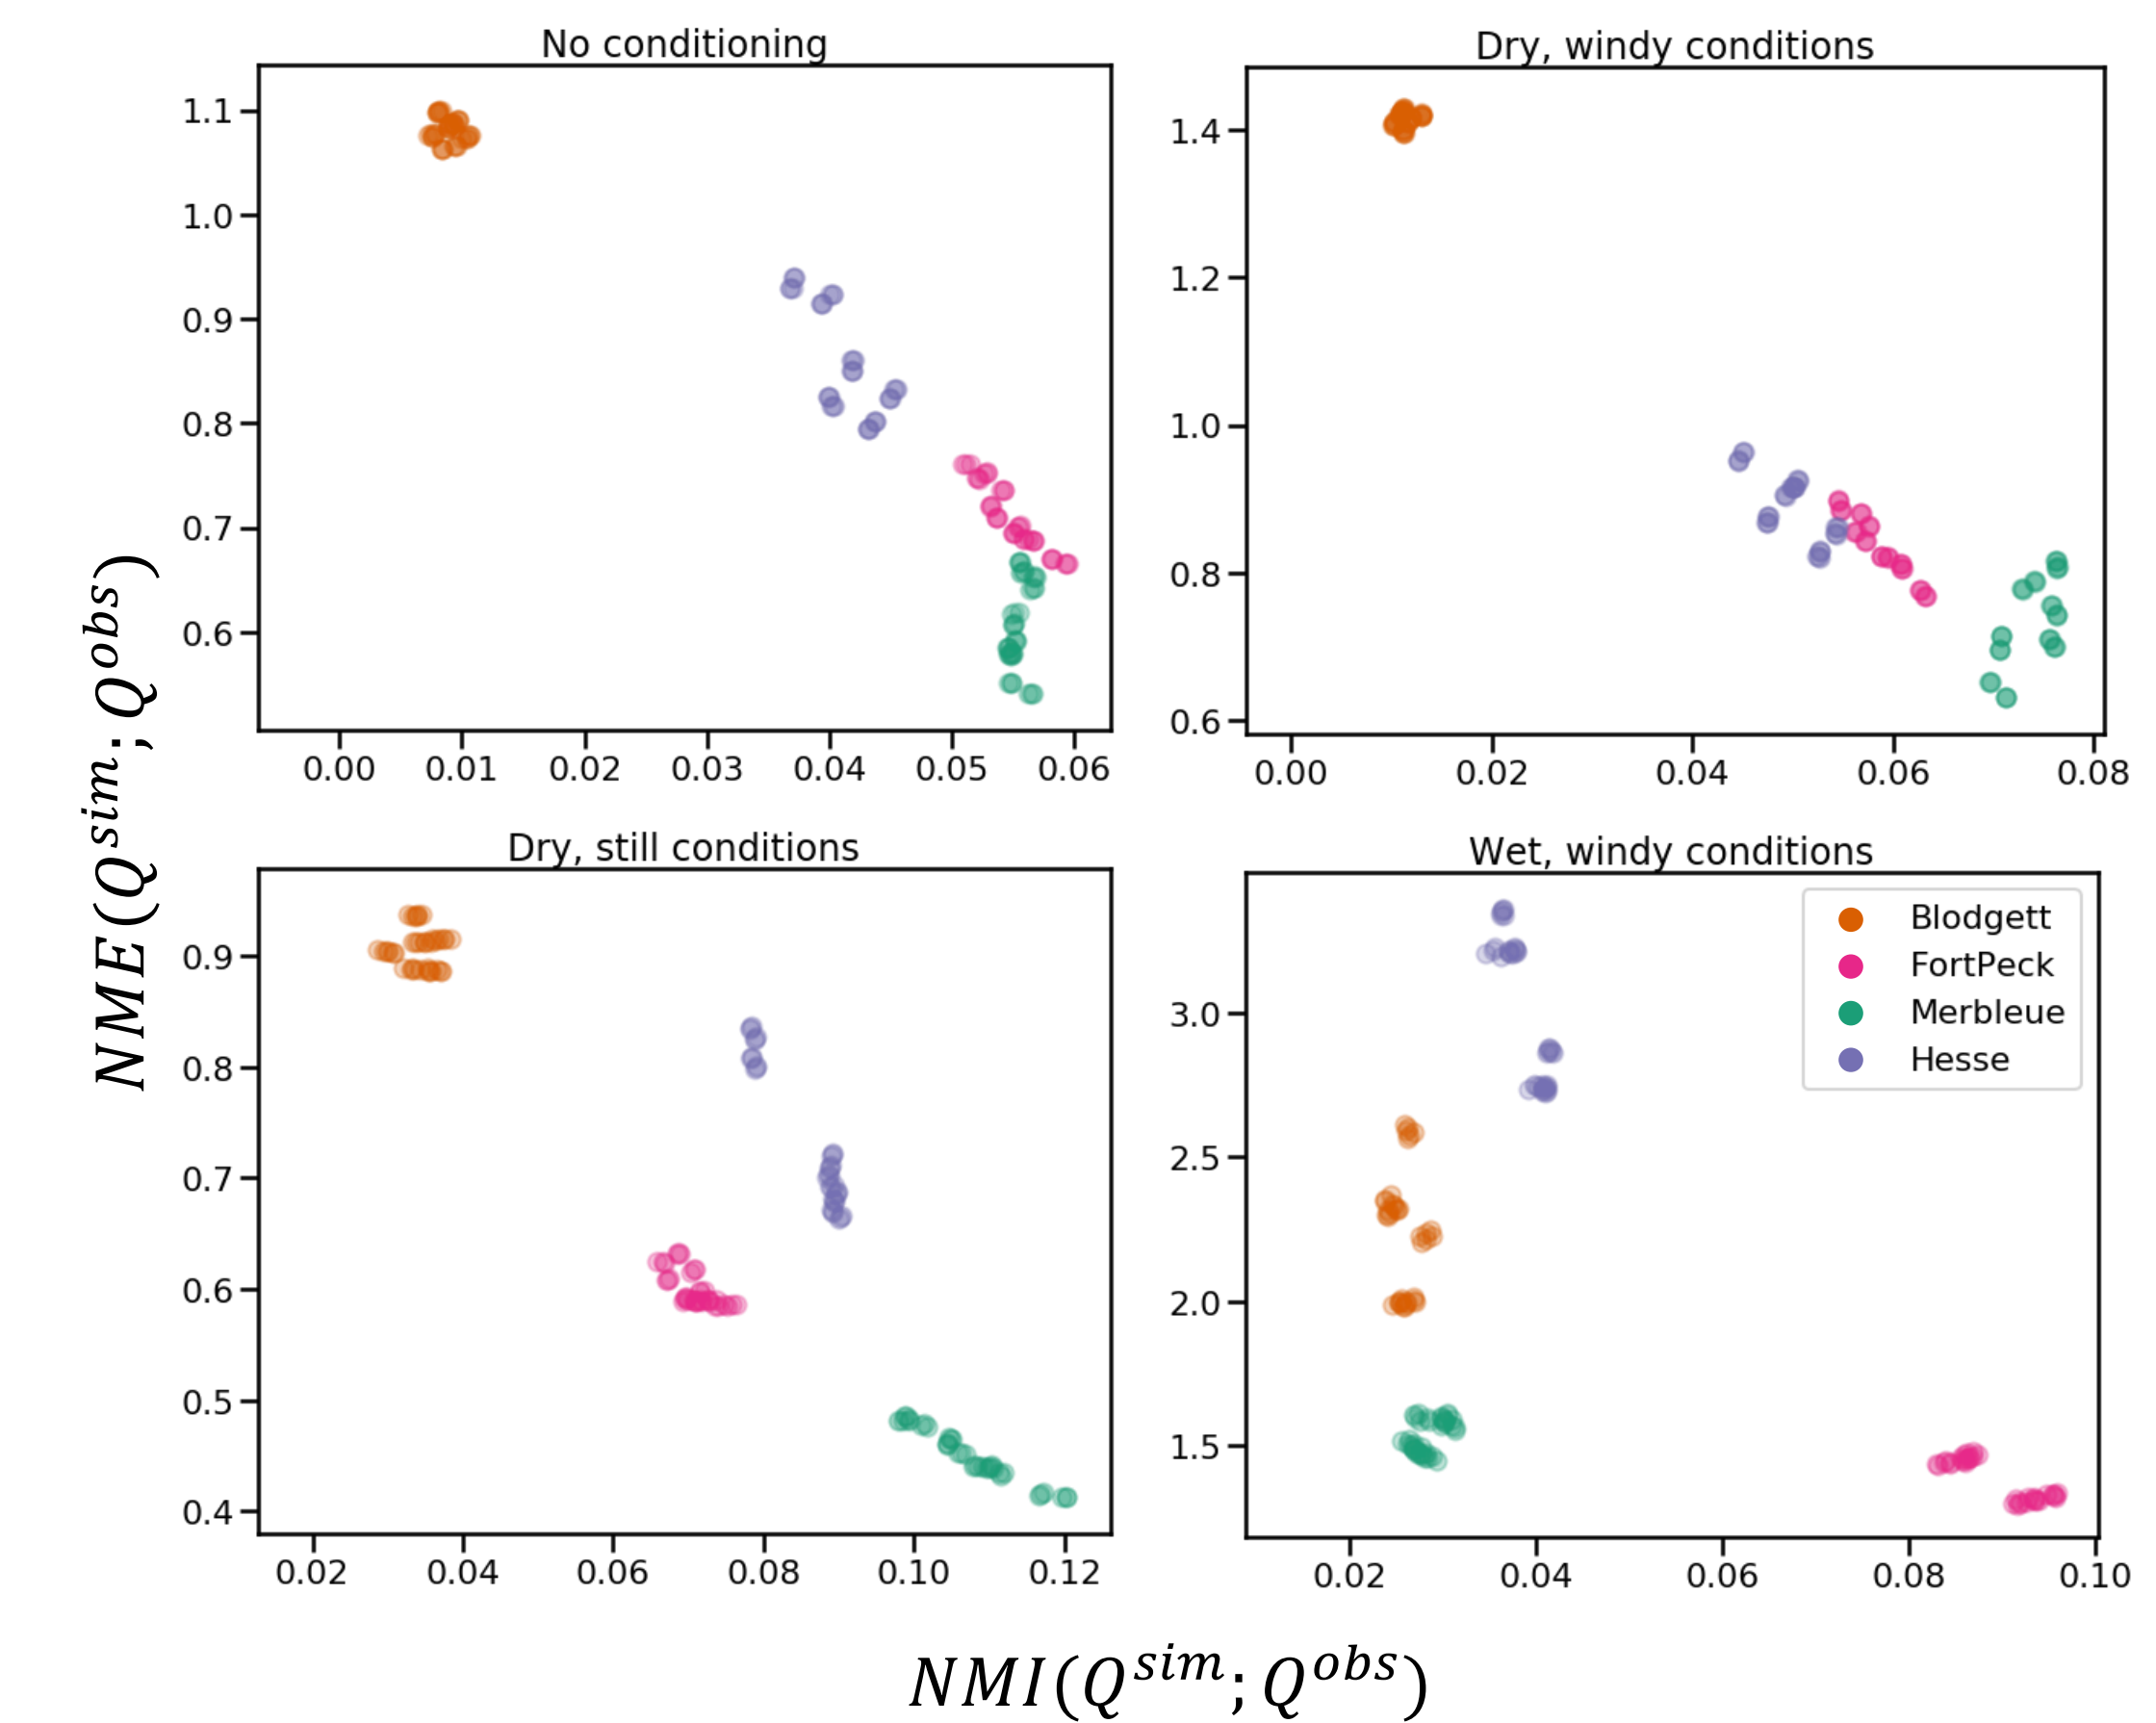 No conditioning
1.1
1.0
0.9
0.8
0.7
0.6
0.00 0.01 0.02 0.03 0.04 0.05 0.06
Dry, windy conditions
1.4
1.2
1.0
0.8
0.6
0.00 0.02 0.04 0.06 0.08
NME(Q^sim; Q^obs)
Dry, still conditions
0.9
0.8
0.7
0.6
0.5
0.4
0.02 0.04 0.06 0.08 0.10 0.12
Wet, windy conditions
3.0
2.5
2.0
1.5
0.02 0.04 0.06 0.08 0.10
Blodgett
FortPeck
Merbleue
Hesse
NMI(Q^sim; Q^obs)